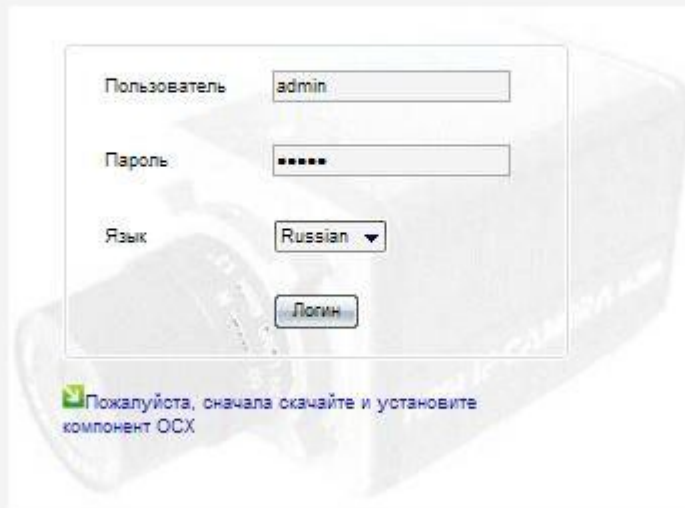 Пользователь admin
Пароль •••••
Язык Russian
Логин
Пожалуйста, сначала скачайте и установите
компонент OCX